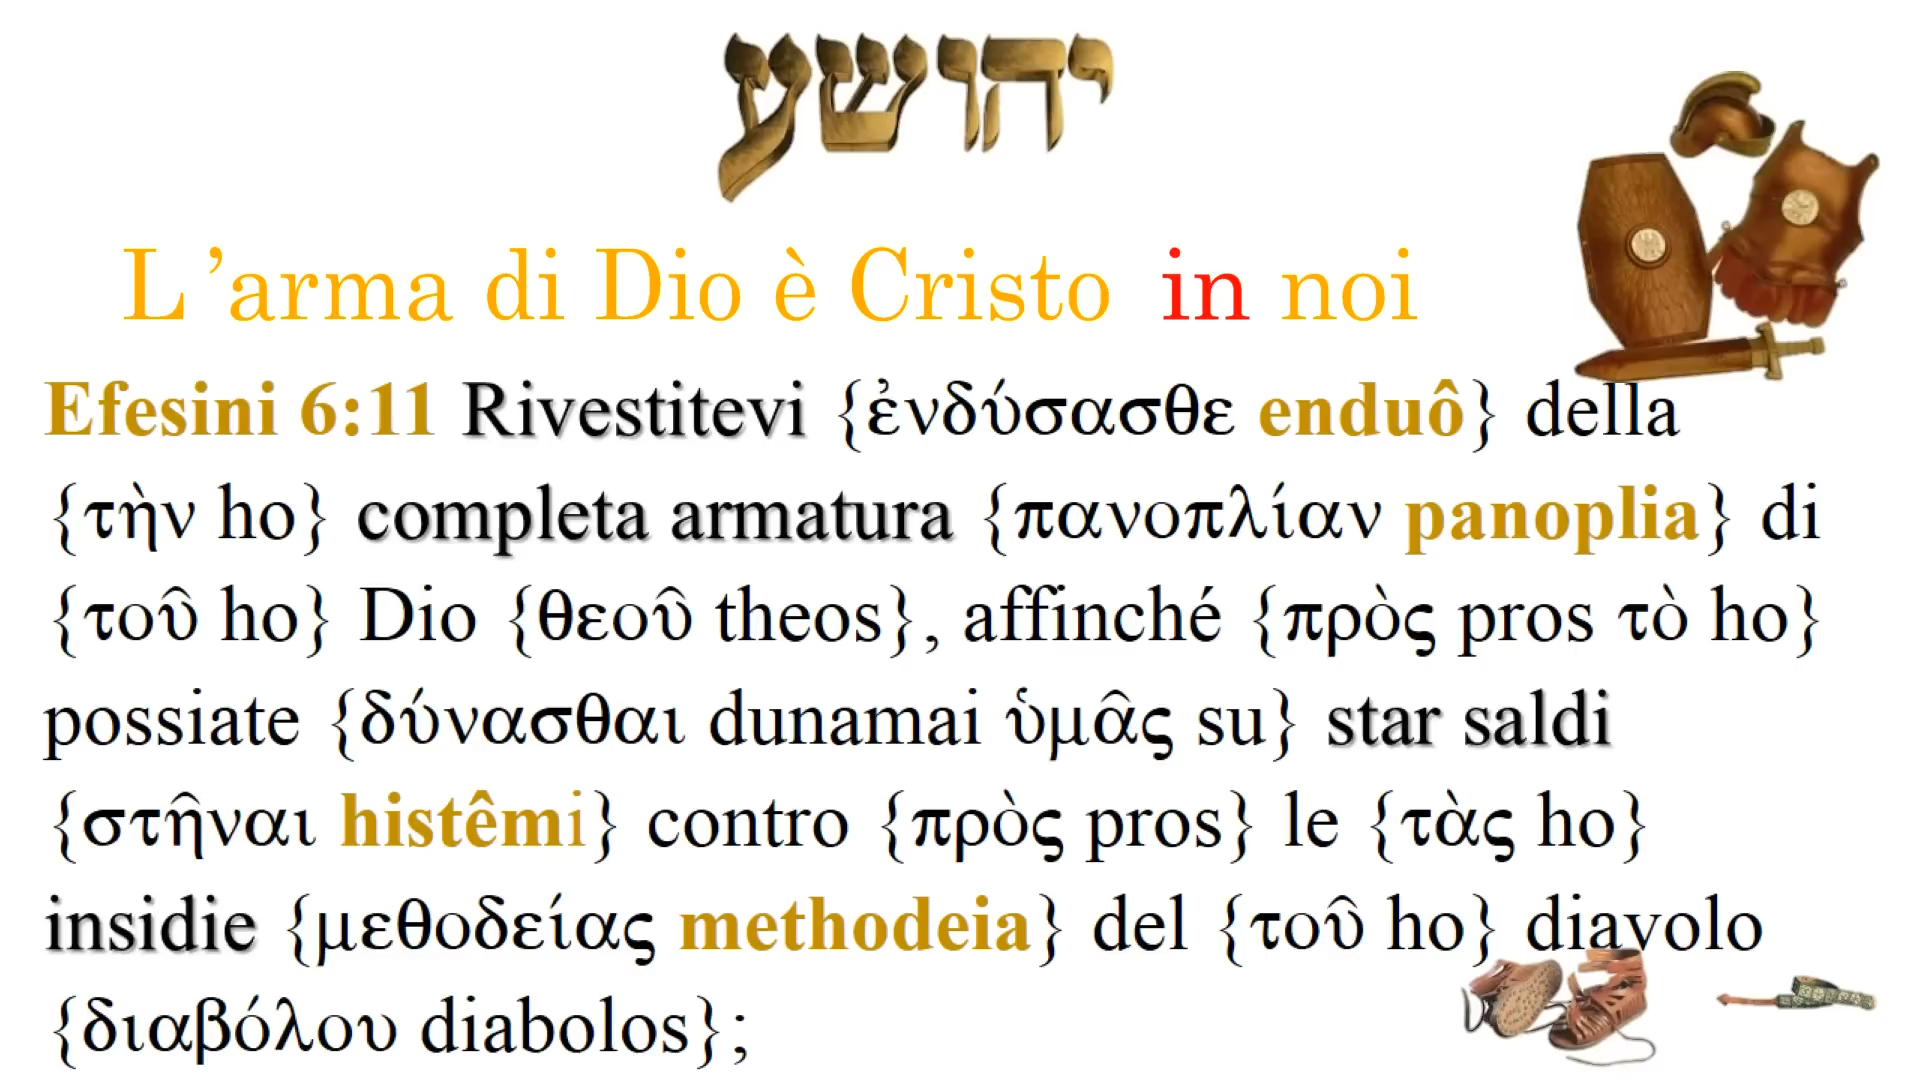 יהושע
L ’arma di Dio è Cristo in noi
Efesini 6:11 Rivestitevi {ἐνδύσασθε enduô} della
{τὴν ho} completa armatura {πανοπλίαν panoplia} di
{τοῦ ho} Dio {θεοῦ theos}, affinché {πρὸς pros τὸ ho}
possiate {δύνασθαι dunamai ὑμᾶς su} star saldi
{στῆναι histêmi} contro {πρὸς pros} le {τὰς ho}
insidie {μεθοδείας methodeia} del {τοῦ ho} diavolo
{διαβόλου diabolos};